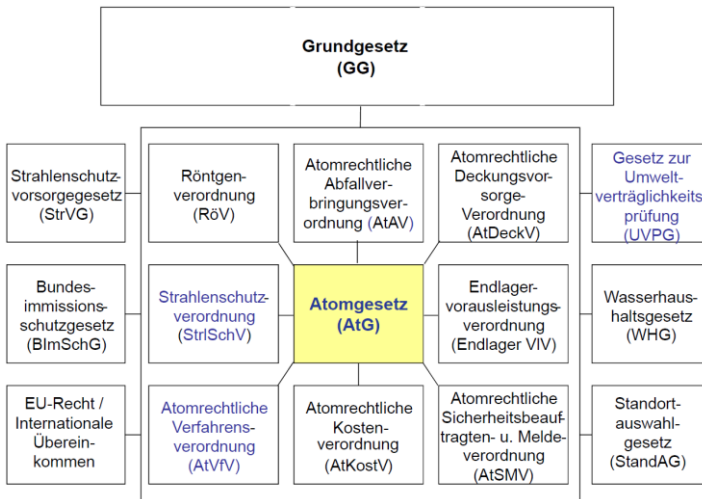 Grundgesetz
(GG)
Strahlenschutz-
vorsorgegesetz
(StrVG)
Röntgen-
verordnung
(RöV)
Atomrechtliche
Abfallver-
bringungsver-
ordnung (AtAV)
Atomrechtliche
Deckungsvor-
sorge-
Verordnung
(AtDeckV)
Gesetz zur
Umwelt-
verträglichkeits
prüfung
(UVPG)
Bundes-
immissions-
schutzgesetz
(BImSchG)
Strahlenschutz-
verordnung
(StrlSchV)
Atomgesetz
(AtG)
Endlager-
vorausleistungs-
verordnung
(Endlager VlV)
Wasserhaus-
haltsgesetz
(WHG)
EU-Recht /
Internationale
Überein-
kommen
Atomrechtliche
Verfahrens-
verordnung
(AtVfV)
Atomrechtliche
Kosten-
verordnung
(AtKostV)
Atomrechtliche
Sicherheitsbeauf-
tragten- u. Melde-
verordnung
(AtSMV)
Standort-
auswahl-
gesetz
(StandAG)